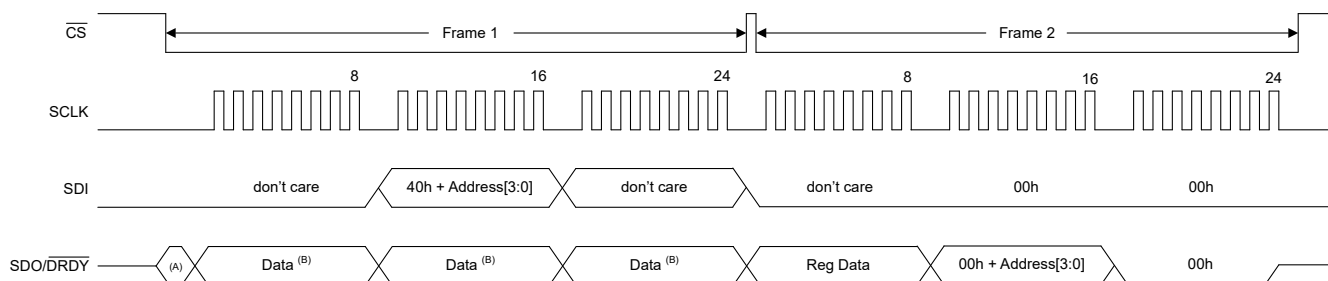 CS
Frame 1
Frame 2
8
16
24
8
16
24
SCLK
SDI
don't care
40h + Address[3:0]
don't care
don't care
00h
00h
SDO/DRDY
(A)
Data (B)
Data (B)
Data (B)
Reg Data
00h + Address[3:0]
00h